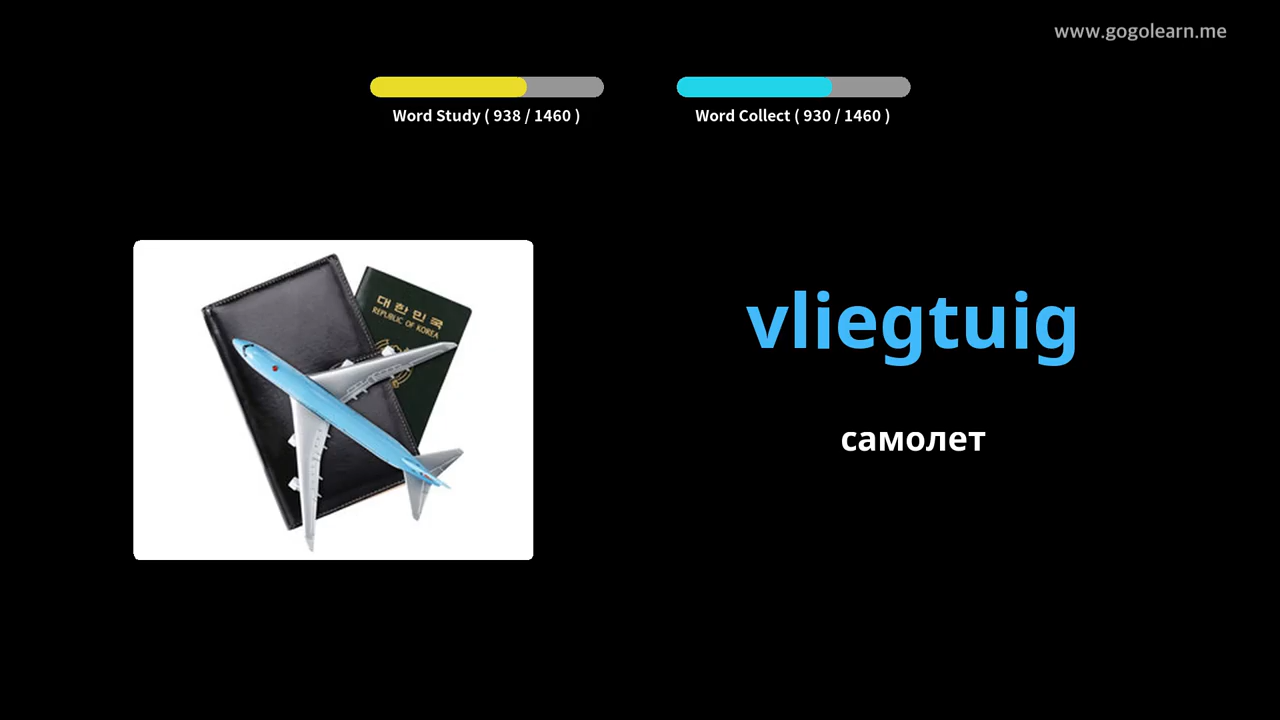 www.gogolearn.me
Word Study ( 938 / 1460 )
Word Collect ( 930 / 1460 )
대한민국
REPUBLIC OF KOREA
vliegtuig
самолет